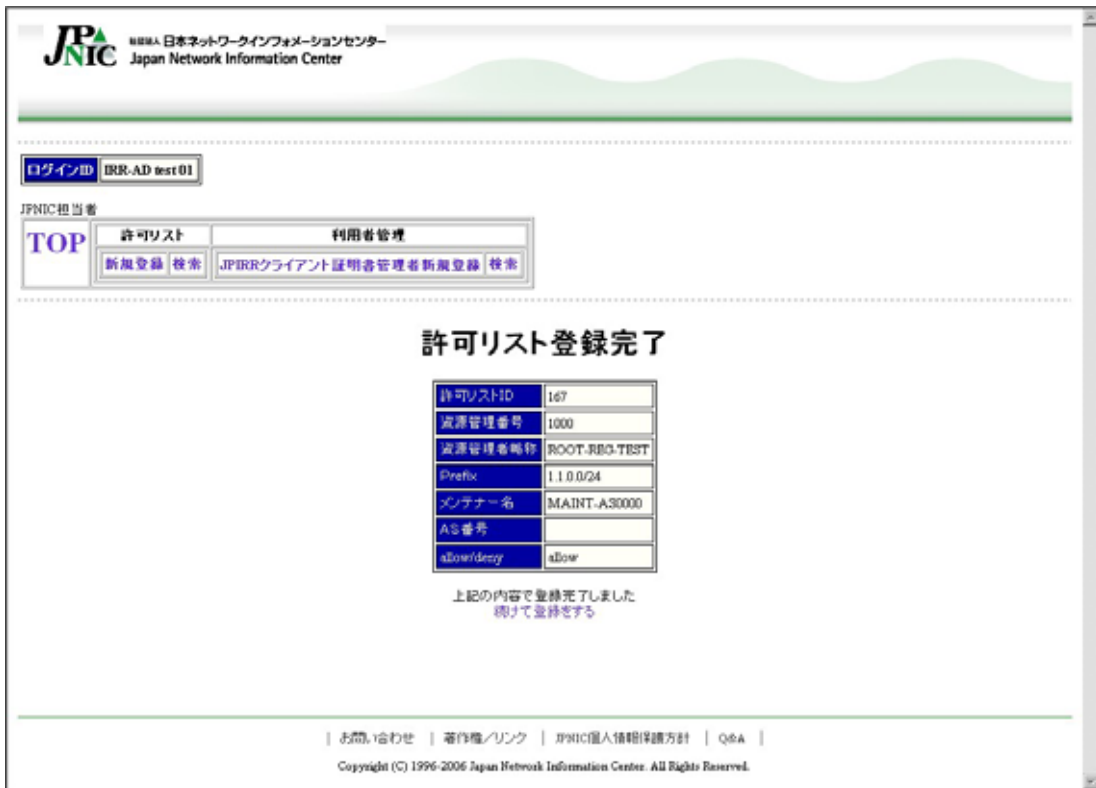 JPNIC 社団法人 日本ネットワークインフォメーションセンター
Japan Network Information Center
ログインID IRR-AD test01
JPNIC担当者
TOP 許可リスト 利用者管理
新規登録 検索 JPIRRクライアント証明書管理者新規登録 検索
許可リスト登録完了
許可リストID 167
資源管理番号 1000
資源管理者略称 ROOT-REG-TEST
Prefix 1.1.0.0/24
メンテナー名 MAINT-AS0000
AS番号
allow/deny allow
上記の内容で登録完了しました
続けて登録をする
| お問い合わせ | 著作権/リンク | JPNIC個人情報保護方針 | Q&A |
Copyright (C) 1996-2006 Japan Network Information Center. All Rights Reserved.